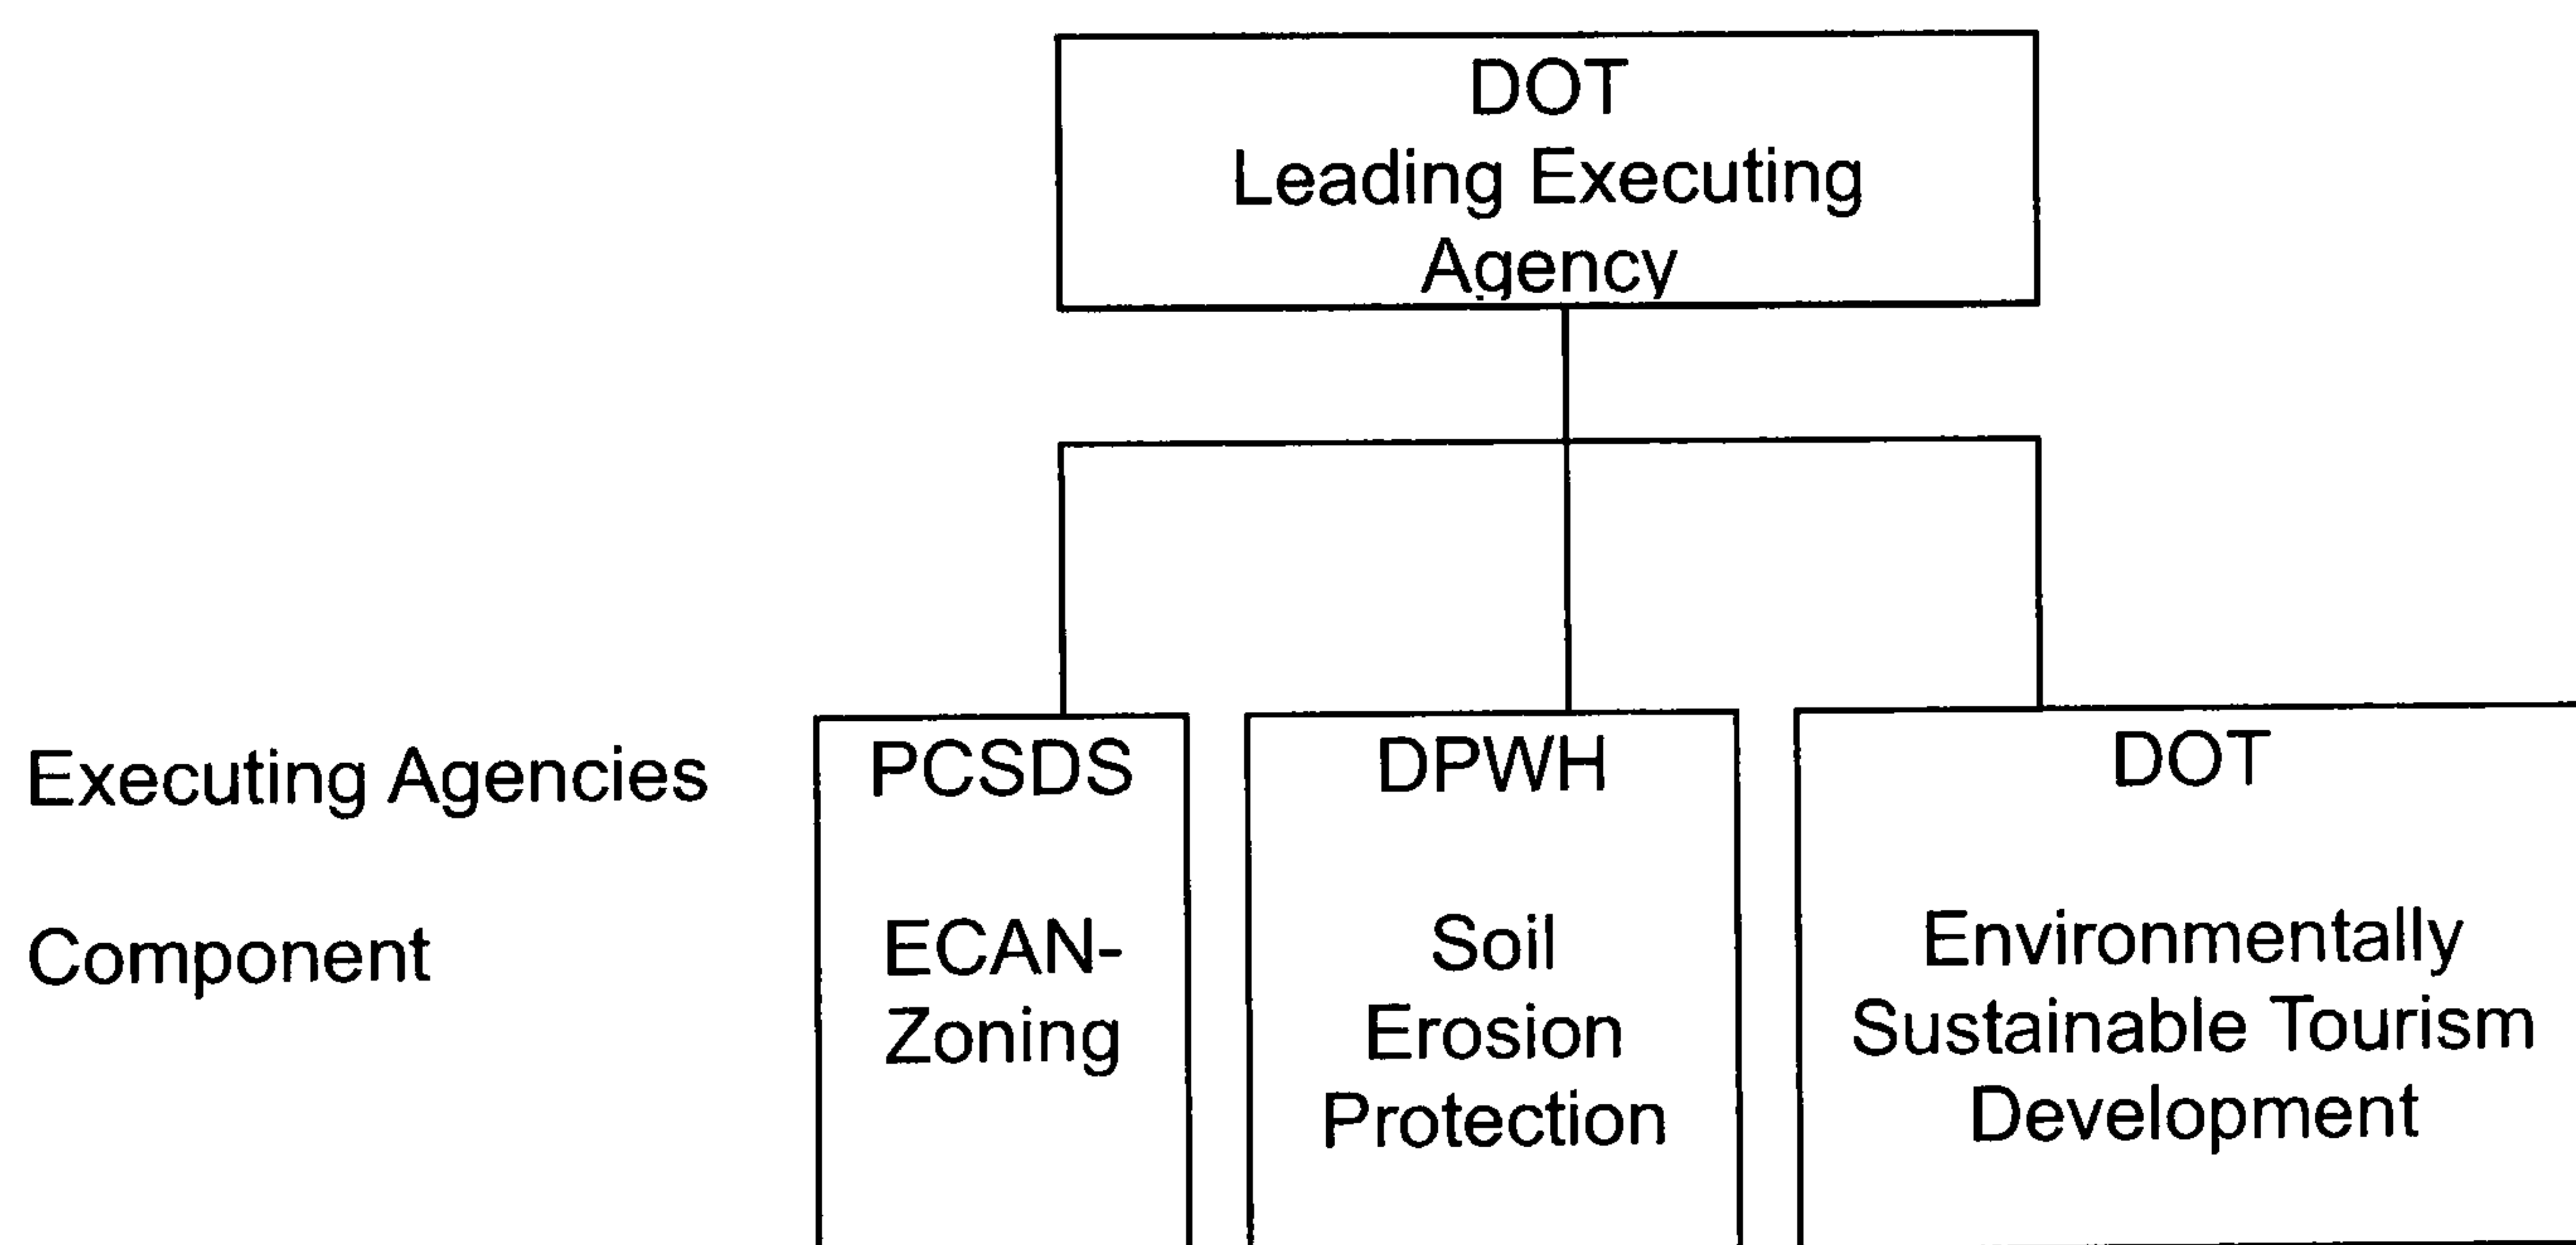 DOT
Leading Executing
Agency
Executing Agencies
PCSDS
DPWH
DOT
Component
ECAN-
Zoning
Soil
Erosion
Protection
Environmentally
Sustainable Tourism
Development